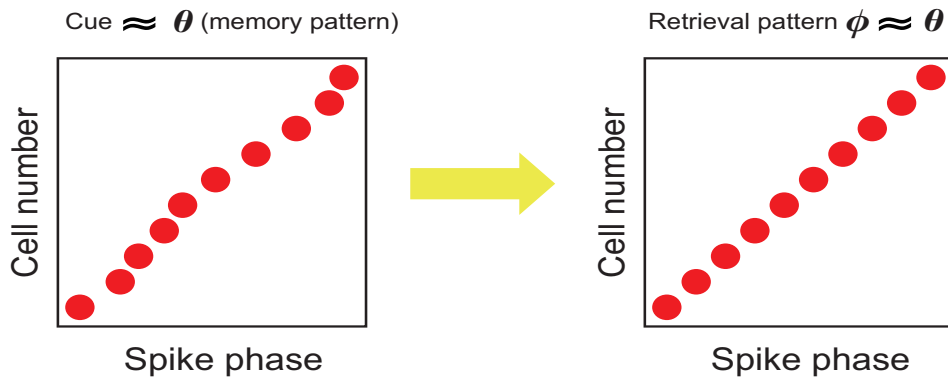 Cue ≈ θ (memory pattern)
Retrieval pattern ϕ ≈ θ
Cell number
Cell number
Spike phase
Spike phase